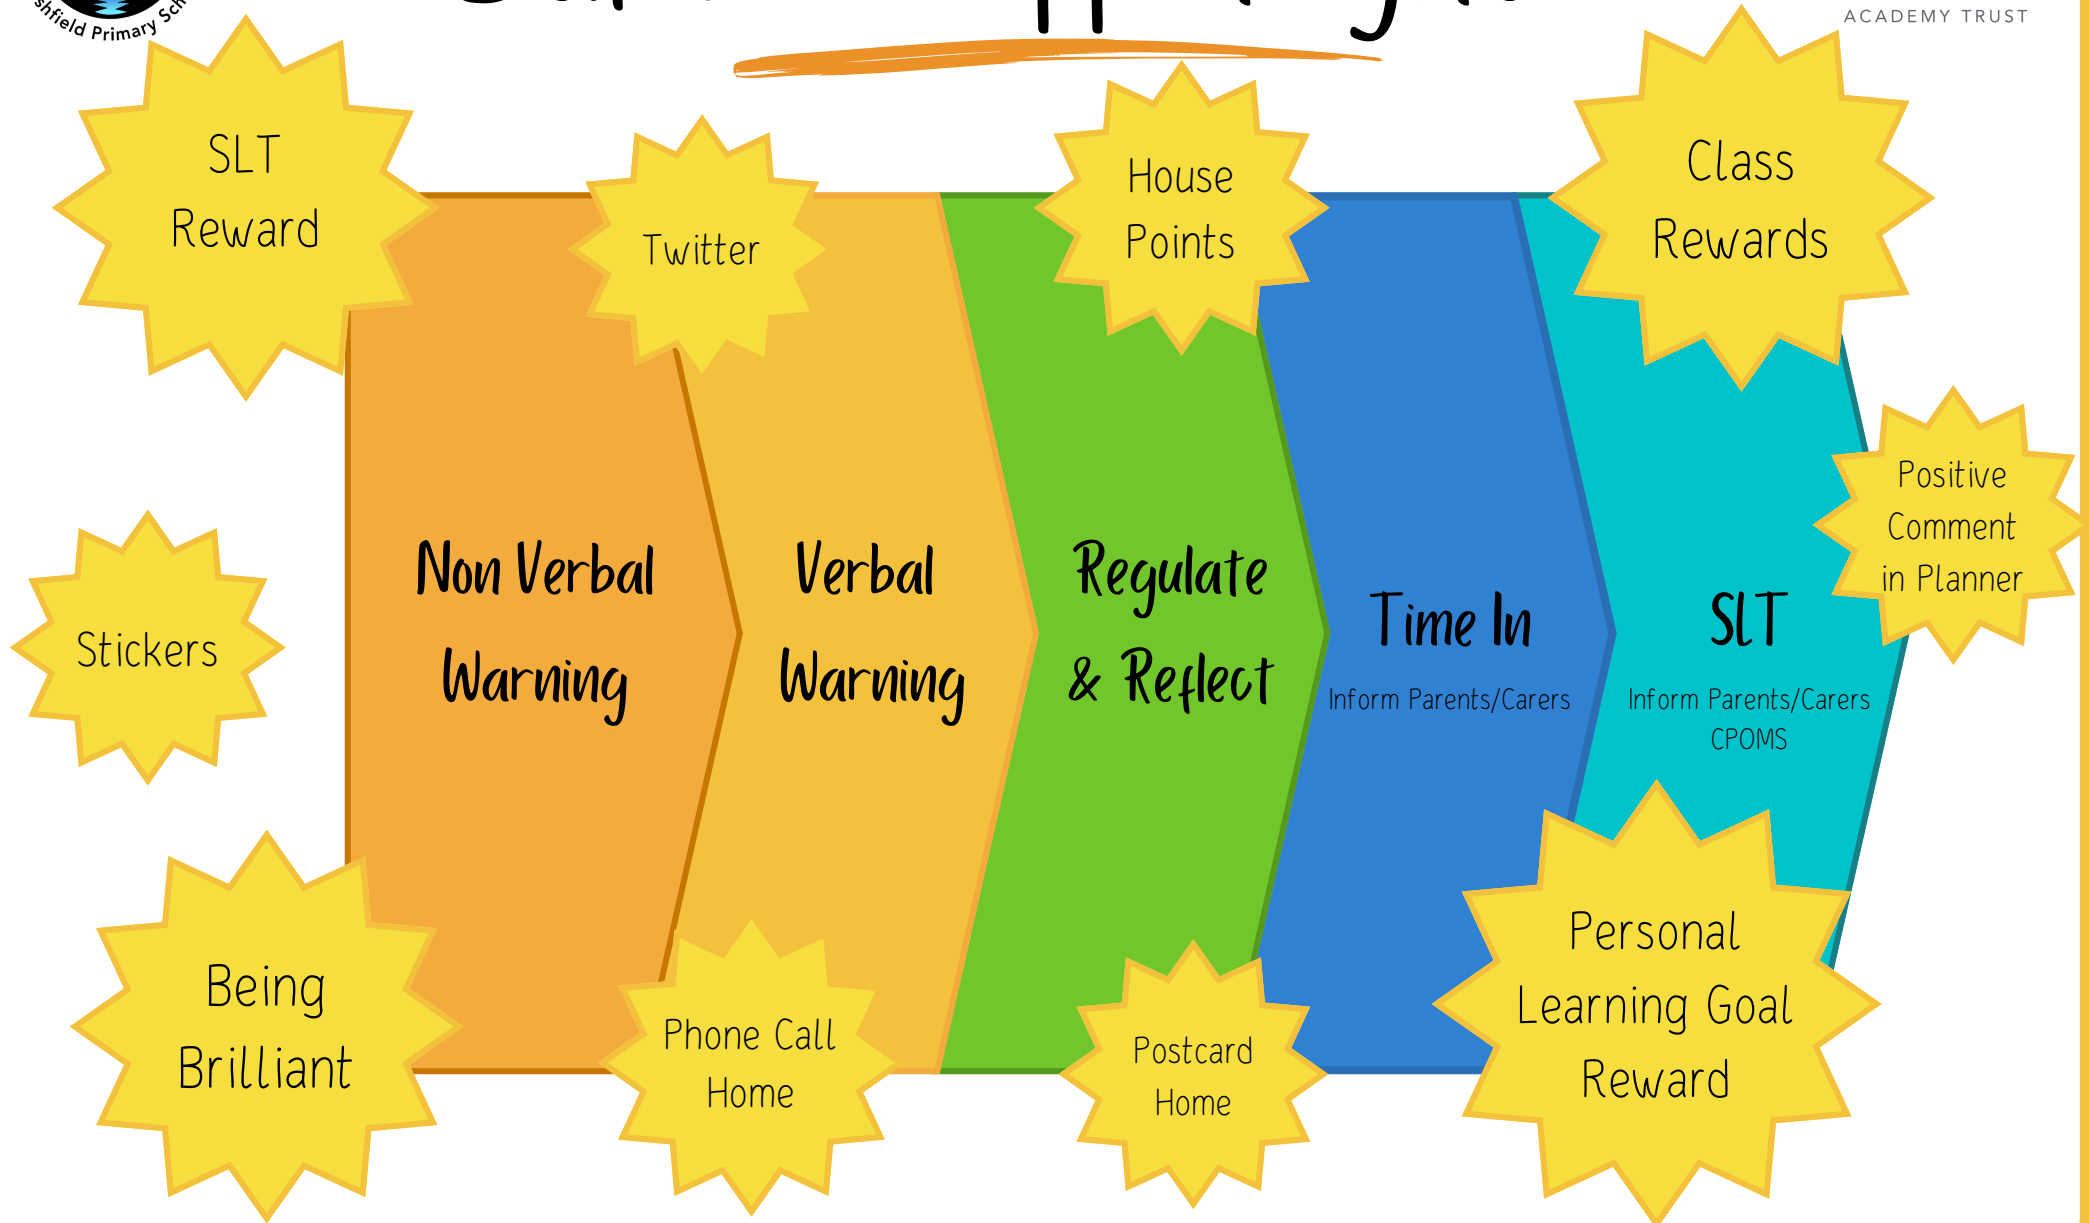 Primary
ACADEMY TRUST
SLT
Reward
Twitter
House
Points
Class
Rewards
Positive
Comment
in Planner
Stickers
Non Verbal
Warning
Verbal
Warning
Regulate
& Reflect
Time In
Inform Parents/Carers
SLT
Inform Parents/Carers
CPOMS
Being
Brilliant
Phone Call
Home
Postcard
Home
Personal
Learning Goal
Reward